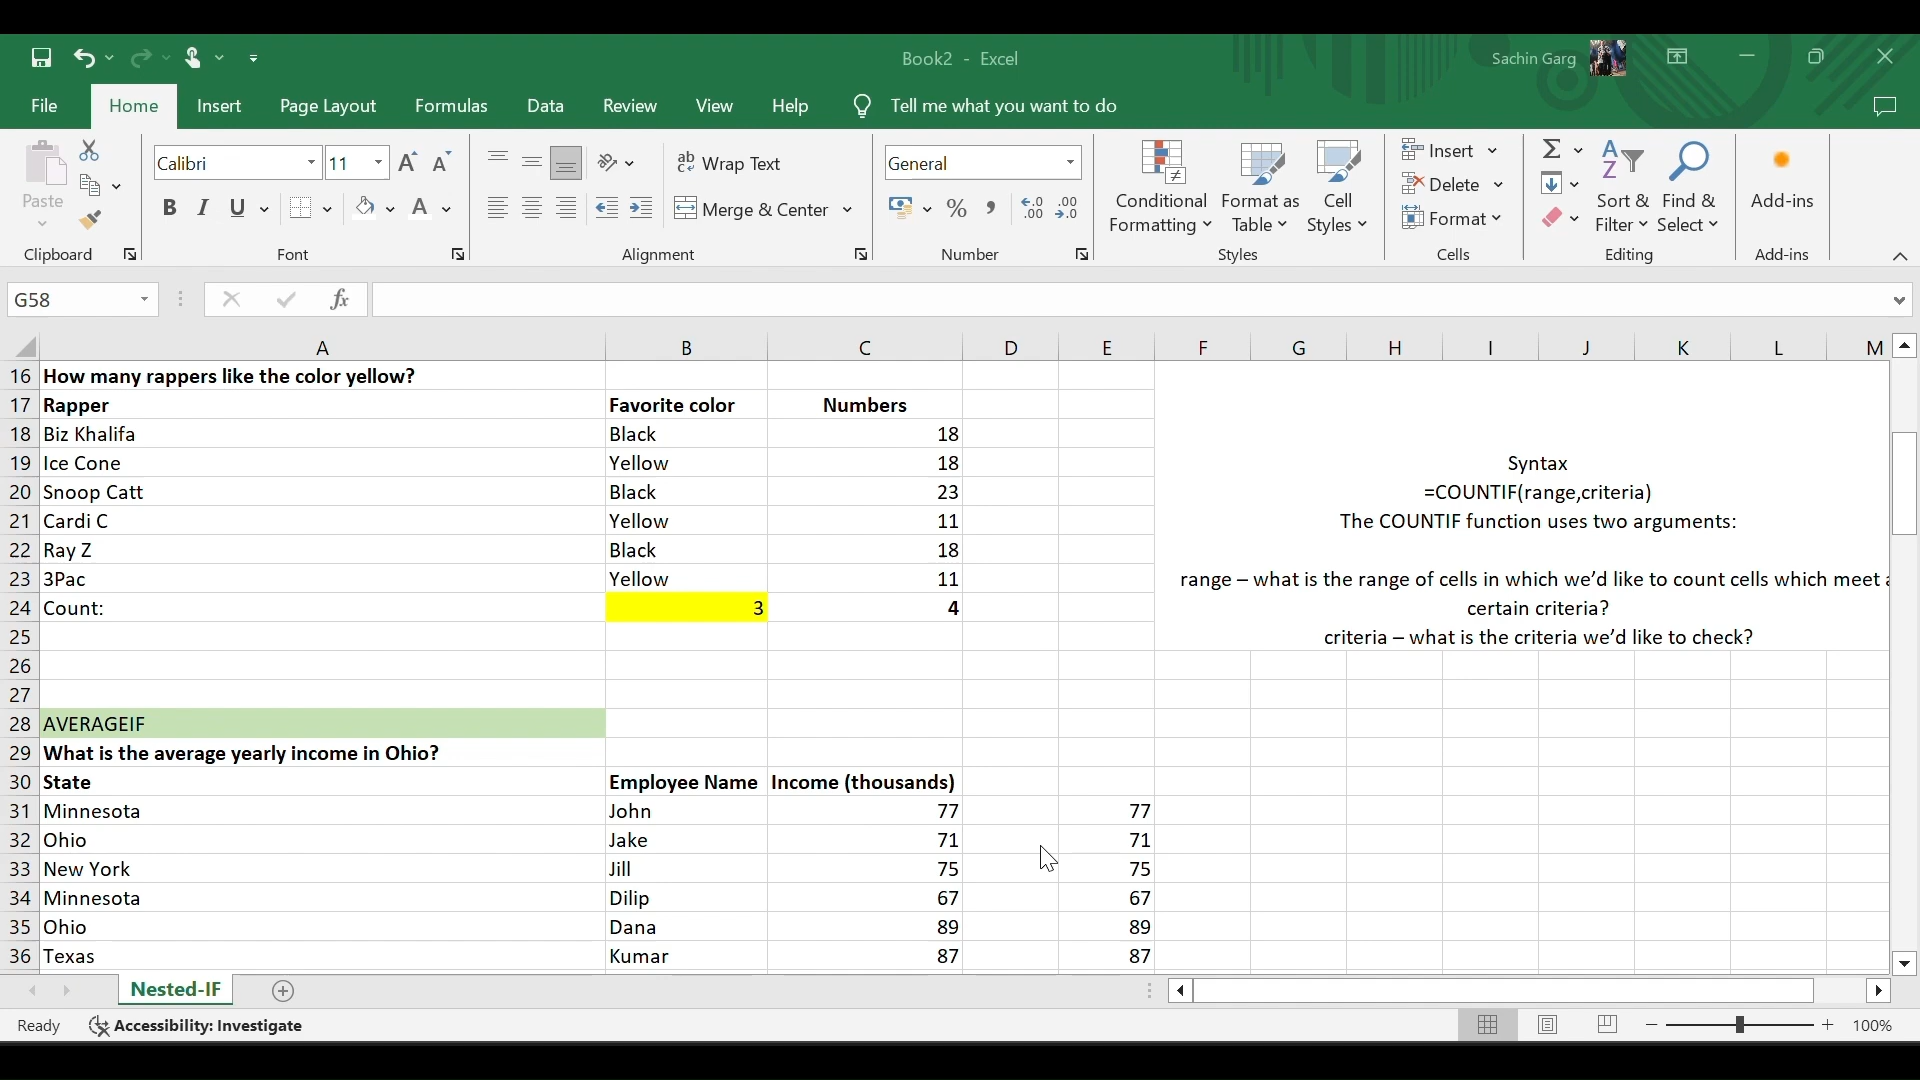 Book2 - Excel
Sachin Garg
File Home Insert Page Layout Formulas Data Review View Help Tell me what you want to do
Paste
Clipboard
Calibri 11
B I U
Font
Wrap Text
Merge & Center
Alignment
General
% ,
Number
Conditional Formatting
Format as Table
Cell Styles
Styles
Insert
Delete
Format
Cells
Sort & Filter
Find & Select
Editing
Add-ins
Add-ins
G58 fx
A B C D E F G H I J K L M
16 How many rappers like the color yellow?
17 Rapper Favorite color Numbers
18 Biz Khalifa Black 18
19 Ice Cone Yellow 18
20 Snoop Catt Black 23
21 Cardi C Yellow 11
22 Ray Z Black 18
23 3Pac Yellow 11
24 Count: 3 4
Syntax
=COUNTIF(range,criteria)
The COUNTIF function uses two arguments:
range – what is the range of cells in which we’d like to count cells which meet a
certain criteria?
criteria – what is the criteria we’d like to check?
25
26
27
28 AVERAGEIF
29 What is the average yearly income in Ohio?
30 State Employee Name Income (thousands)
31 Minnesota John 77 77
32 Ohio Jake 71 71
33 New York Jill 75 75
34 Minnesota Dilip 67 67
35 Ohio Dana 89 89
36 Texas Kumar 87 87
Nested-IF
Ready Accessibility: Investigate 100%